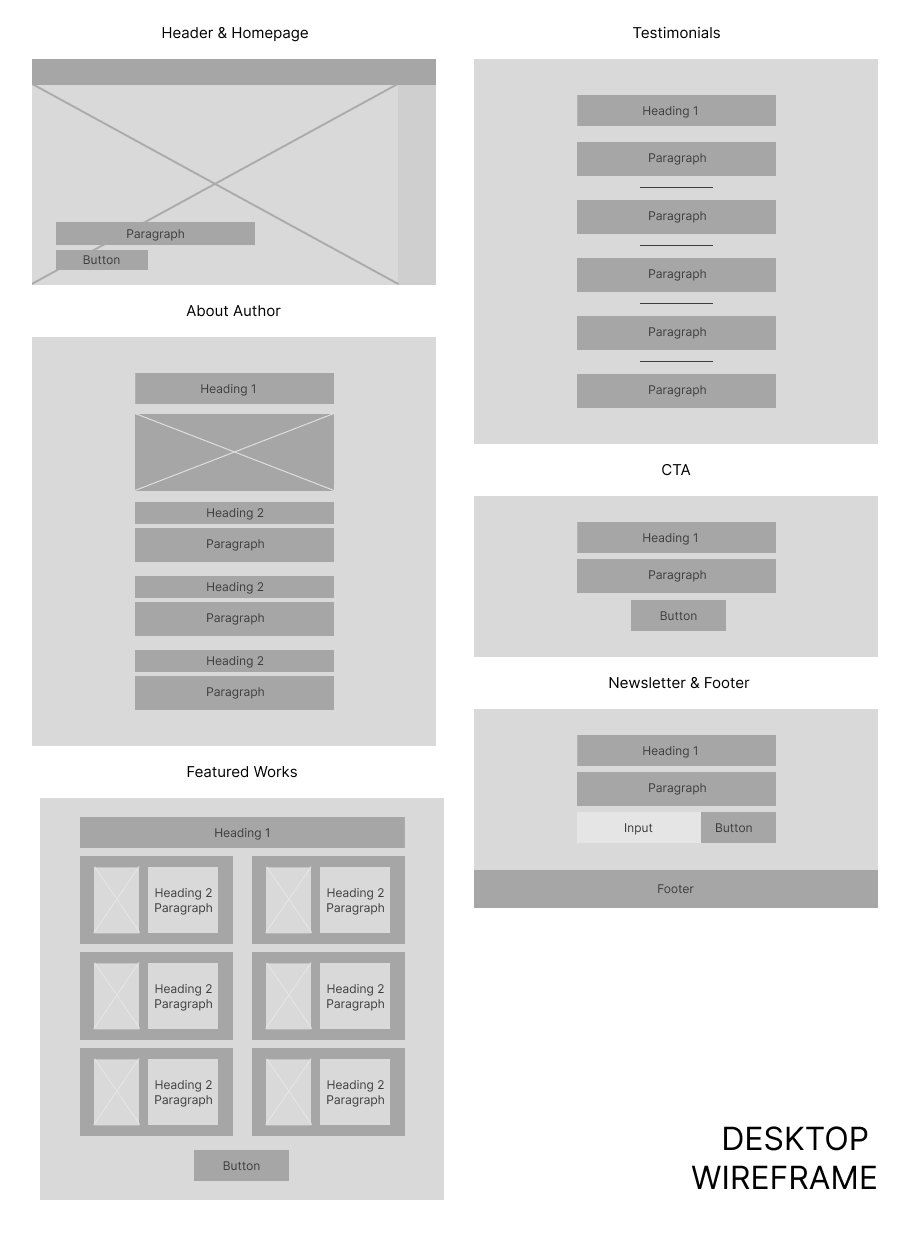 Header & Homepage
Paragraph
Button
About Author
Heading 1
Heading 2
Paragraph
Heading 2
Paragraph
Heading 2
Paragraph
Featured Works
Heading 1
Heading 2
Paragraph
Heading 2
Paragraph
Heading 2
Paragraph
Heading 2
Paragraph
Heading 2
Paragraph
Heading 2
Paragraph
Button
Testimonials
Heading 1
Paragraph
Paragraph
Paragraph
Paragraph
Paragraph
CTA
Heading 1
Paragraph
Button
Newsletter & Footer
Heading 1
Paragraph
Input
Button
Footer
DESKTOP
WIREFRAME